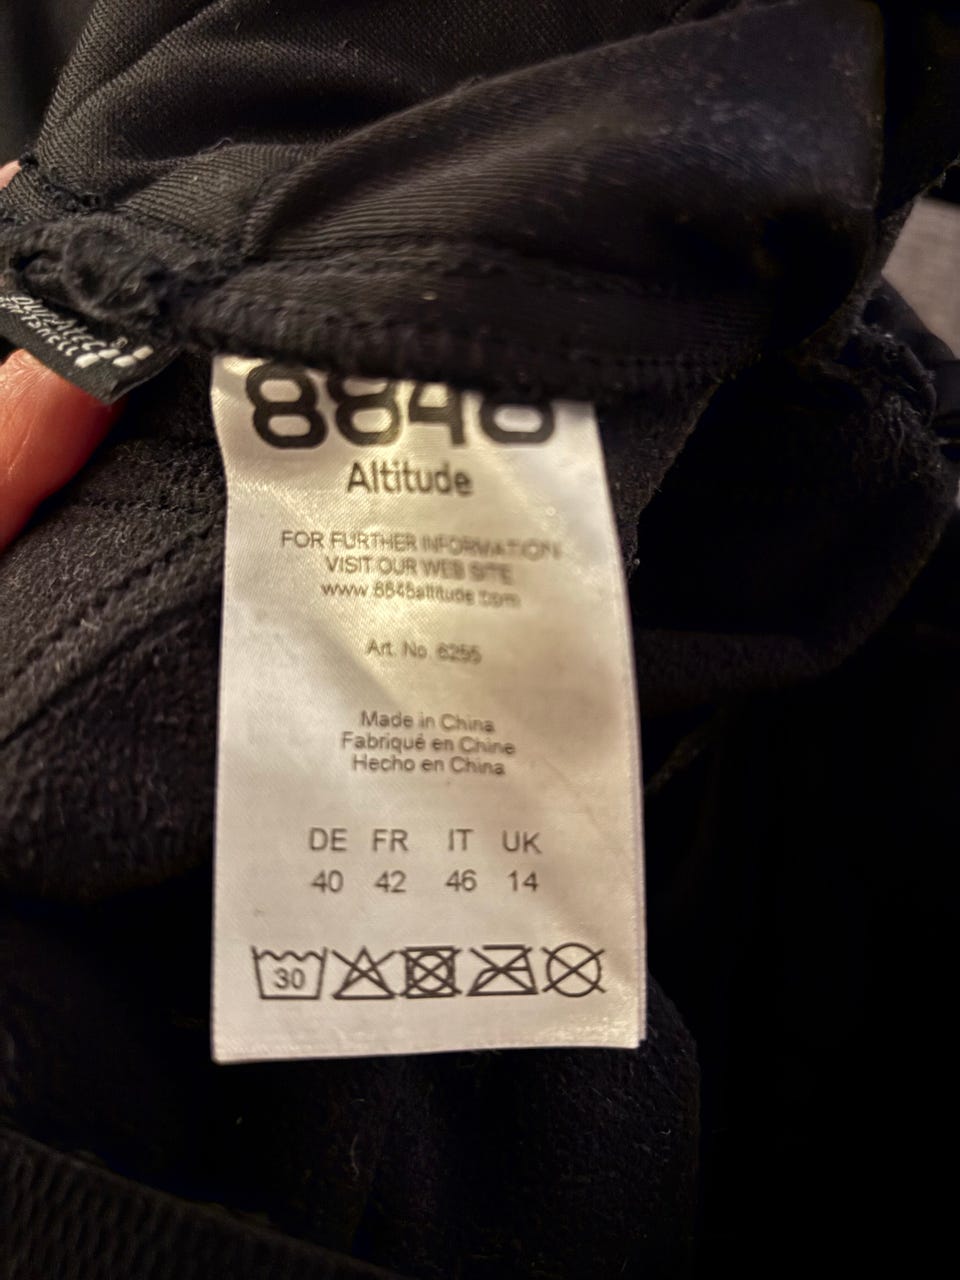 SOFTSHELL
8848
Altitude
FOR FURTHER INFORMATION
VISIT OUR WEB SITE
www.8848altitude.com
Art. No. 6255
Made in China
Fabriqué en Chine
Hecho en China
DE FR IT UK
40 42 46 14
30